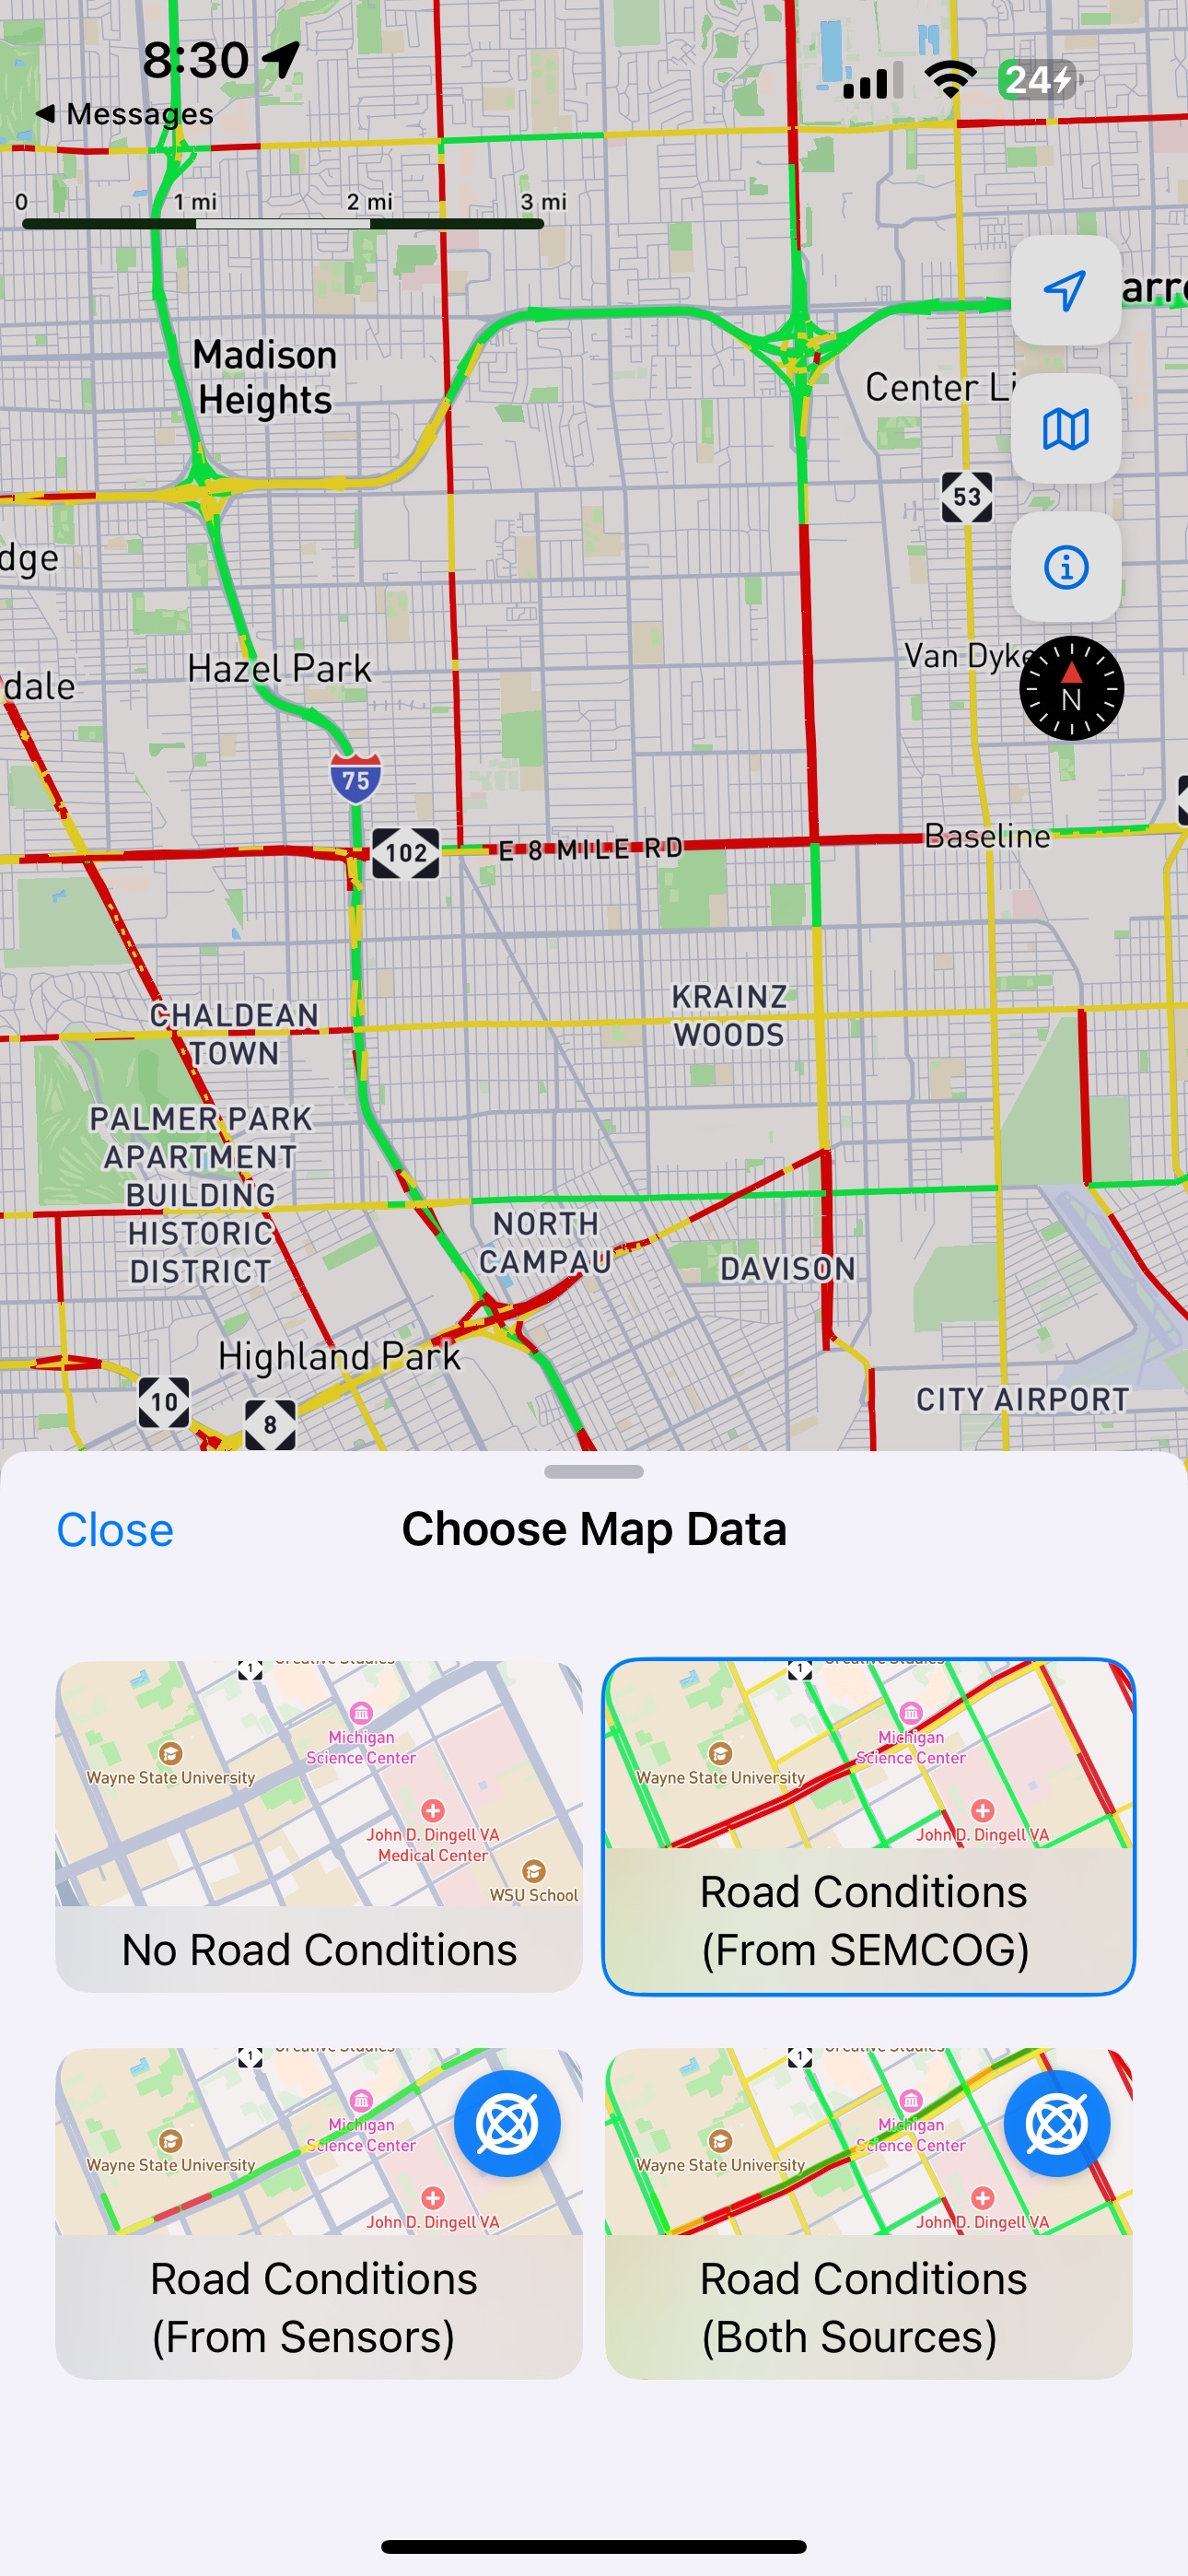 8:30
24
Messages
0 1 mi 2 mi 3 mi
Madison
Heights
Center Li
53
Hazel Park
Van Dyke
N
75
102
E 8 MILE RD
Baseline
CHALDEAN
TOWN
KRAINZ
WOODS
PALMER PARK
APARTMENT
BUILDING
HISTORIC
DISTRICT
NORTH
CAMPAU
DAVISON
Highland Park
10
8
CITY AIRPORT
Close
Choose Map Data
1
Michigan
Science Center
Wayne State University
John D. Dingell VA
Medical Center
WSU School
No Road Conditions
1
Michigan
Science Center
Wayne State University
John D. Dingell VA
Road Conditions
(From SEMCOG)
1
Michigan
Science Center
Wayne State University
John D. Dingell VA
Road Conditions
(From Sensors)
1
Michigan
Science Center
Wayne State University
John D. Dingell VA
Road Conditions
(Both Sources)